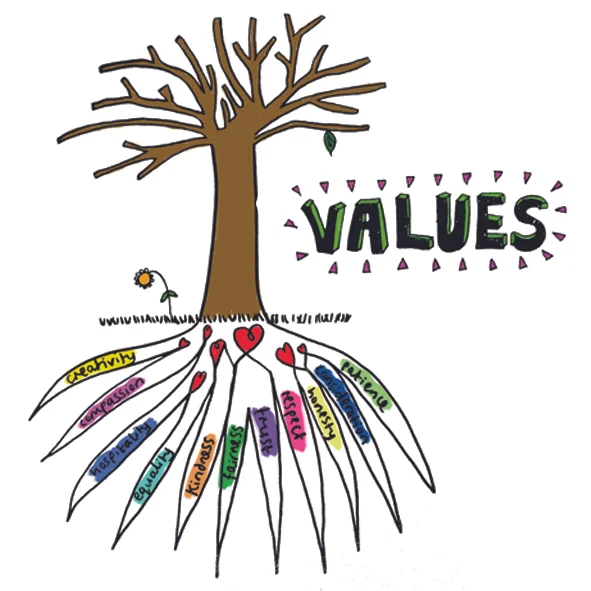 VALUES
creativity
compassion
hospitality
equality
kindness
fairness
trust
respect
honesty
consideration
patience